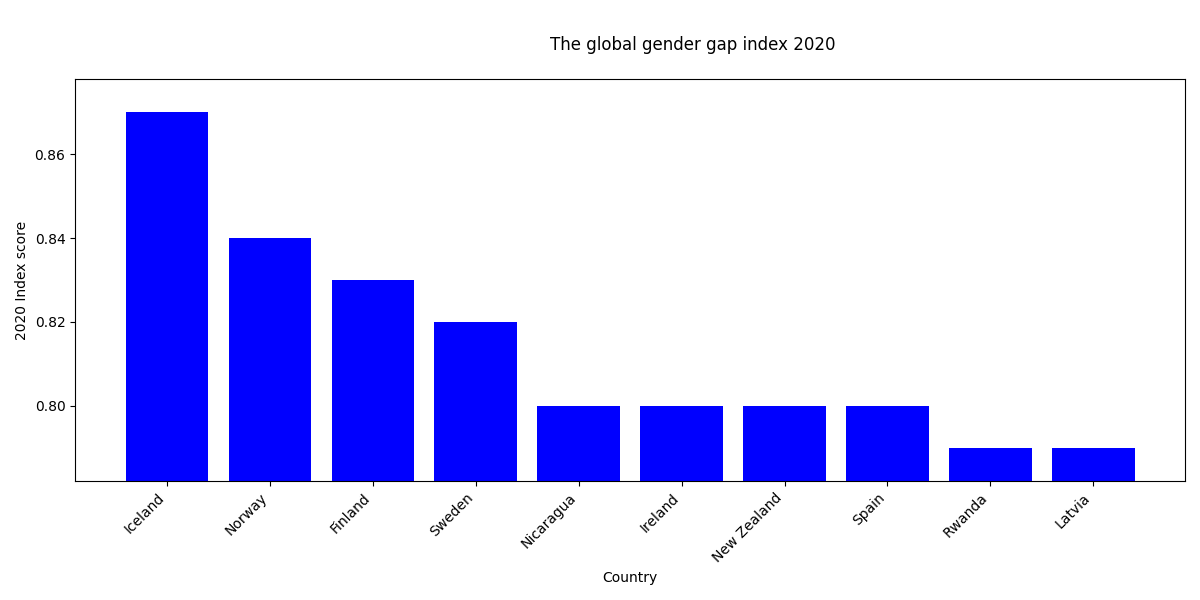 The global gender gap index 2020
2020 Index score
0.86
0.84
0.82
0.80
Iceland
Norway
Finland
Sweden
Nicaragua
Ireland
New Zealand
Spain
Rwanda
Latvia
Country